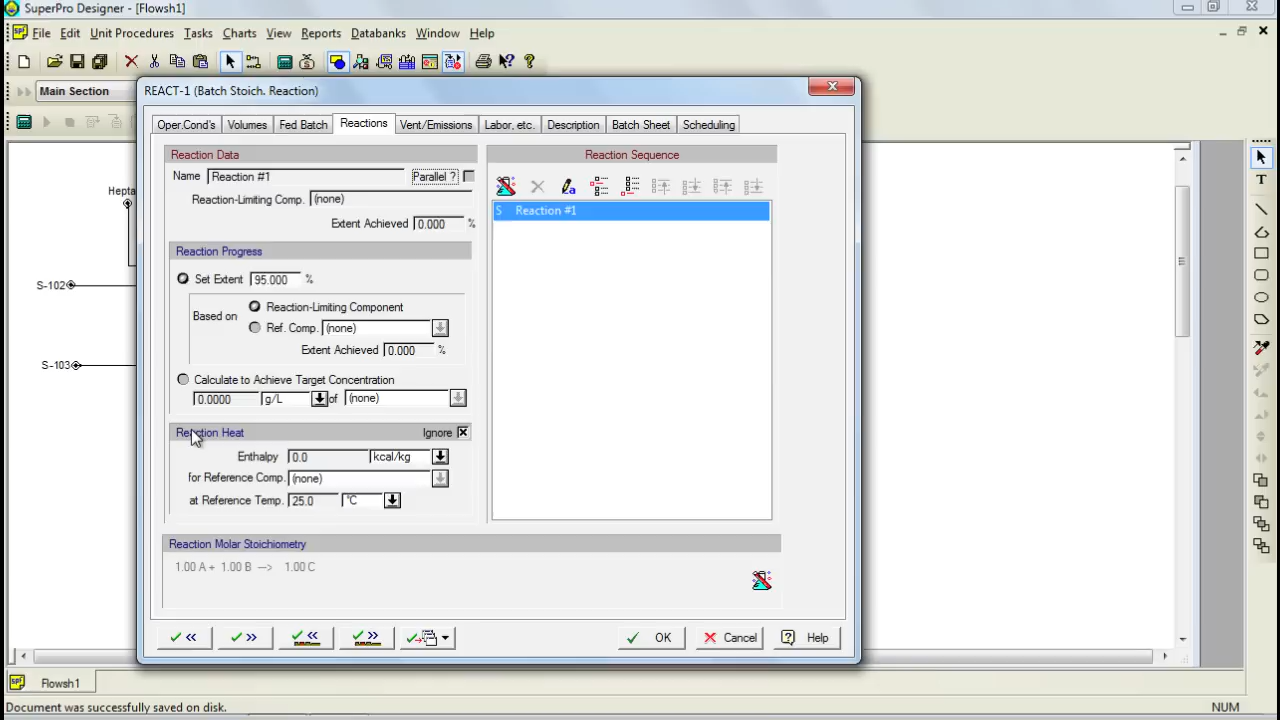 SuperPro Designer - [Flowsh1]
File Edit Unit Procedures Tasks Charts View Reports Databanks Window Help
Main Section
REACT-1 (Batch Stoich. Reaction)
Oper.Cond's Volumes Fed Batch Reactions Vent/Emissions Labor, etc. Description Batch Sheet Scheduling
Reaction Data
Name Reaction #1 Parallel ?
Reaction-Limiting Comp. (none)
Extent Achieved 0.000 %
Reaction Progress
Set Extent 95.000 %
Based on
Reaction-Limiting Component
Ref. Comp. (none)
Extent Achieved 0.000 %
Calculate to Achieve Target Concentration
0.0000 g/L of (none)
Reaction Heat Ignore
Enthalpy 0.0 kcal/kg
for Reference Comp. (none)
at Reference Temp. 25.0 °C
Reaction Sequence
S Reaction #1
Reaction Molar Stoichiometry
1.00 A + 1.00 B --> 1.00 C
OK Cancel Help
Hepta
S-102
S-103
Flowsh1
Document was successfully saved on disk. NUM